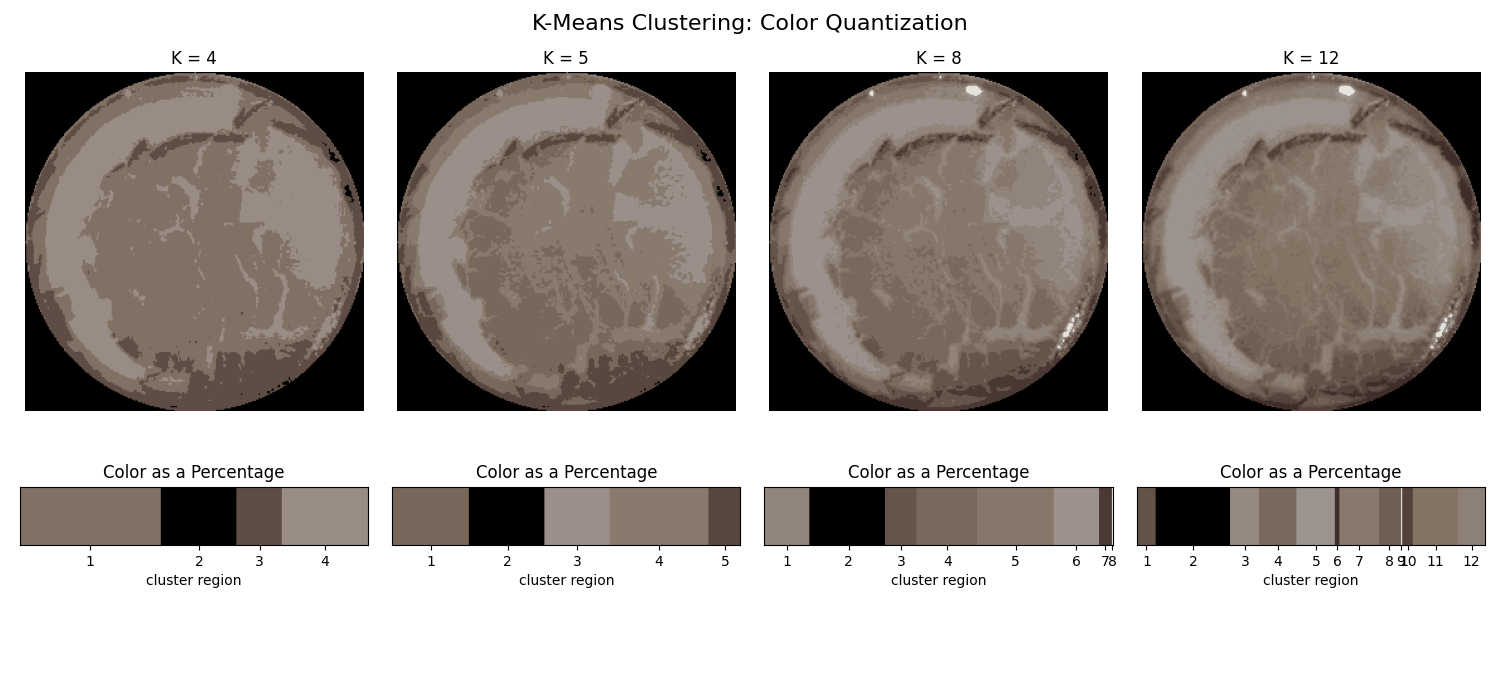 K-Means Clustering: Color Quantization
K = 4 K = 5 K = 8 K = 12
Color as a Percentage Color as a Percentage Color as a Percentage Color as a Percentage
1 2 3 4 1 2 3 4 5 1 2 3 4 5 6 7 8 1 2 3 4 5 6 7 8 9 10 11 12
cluster region cluster region cluster region cluster region